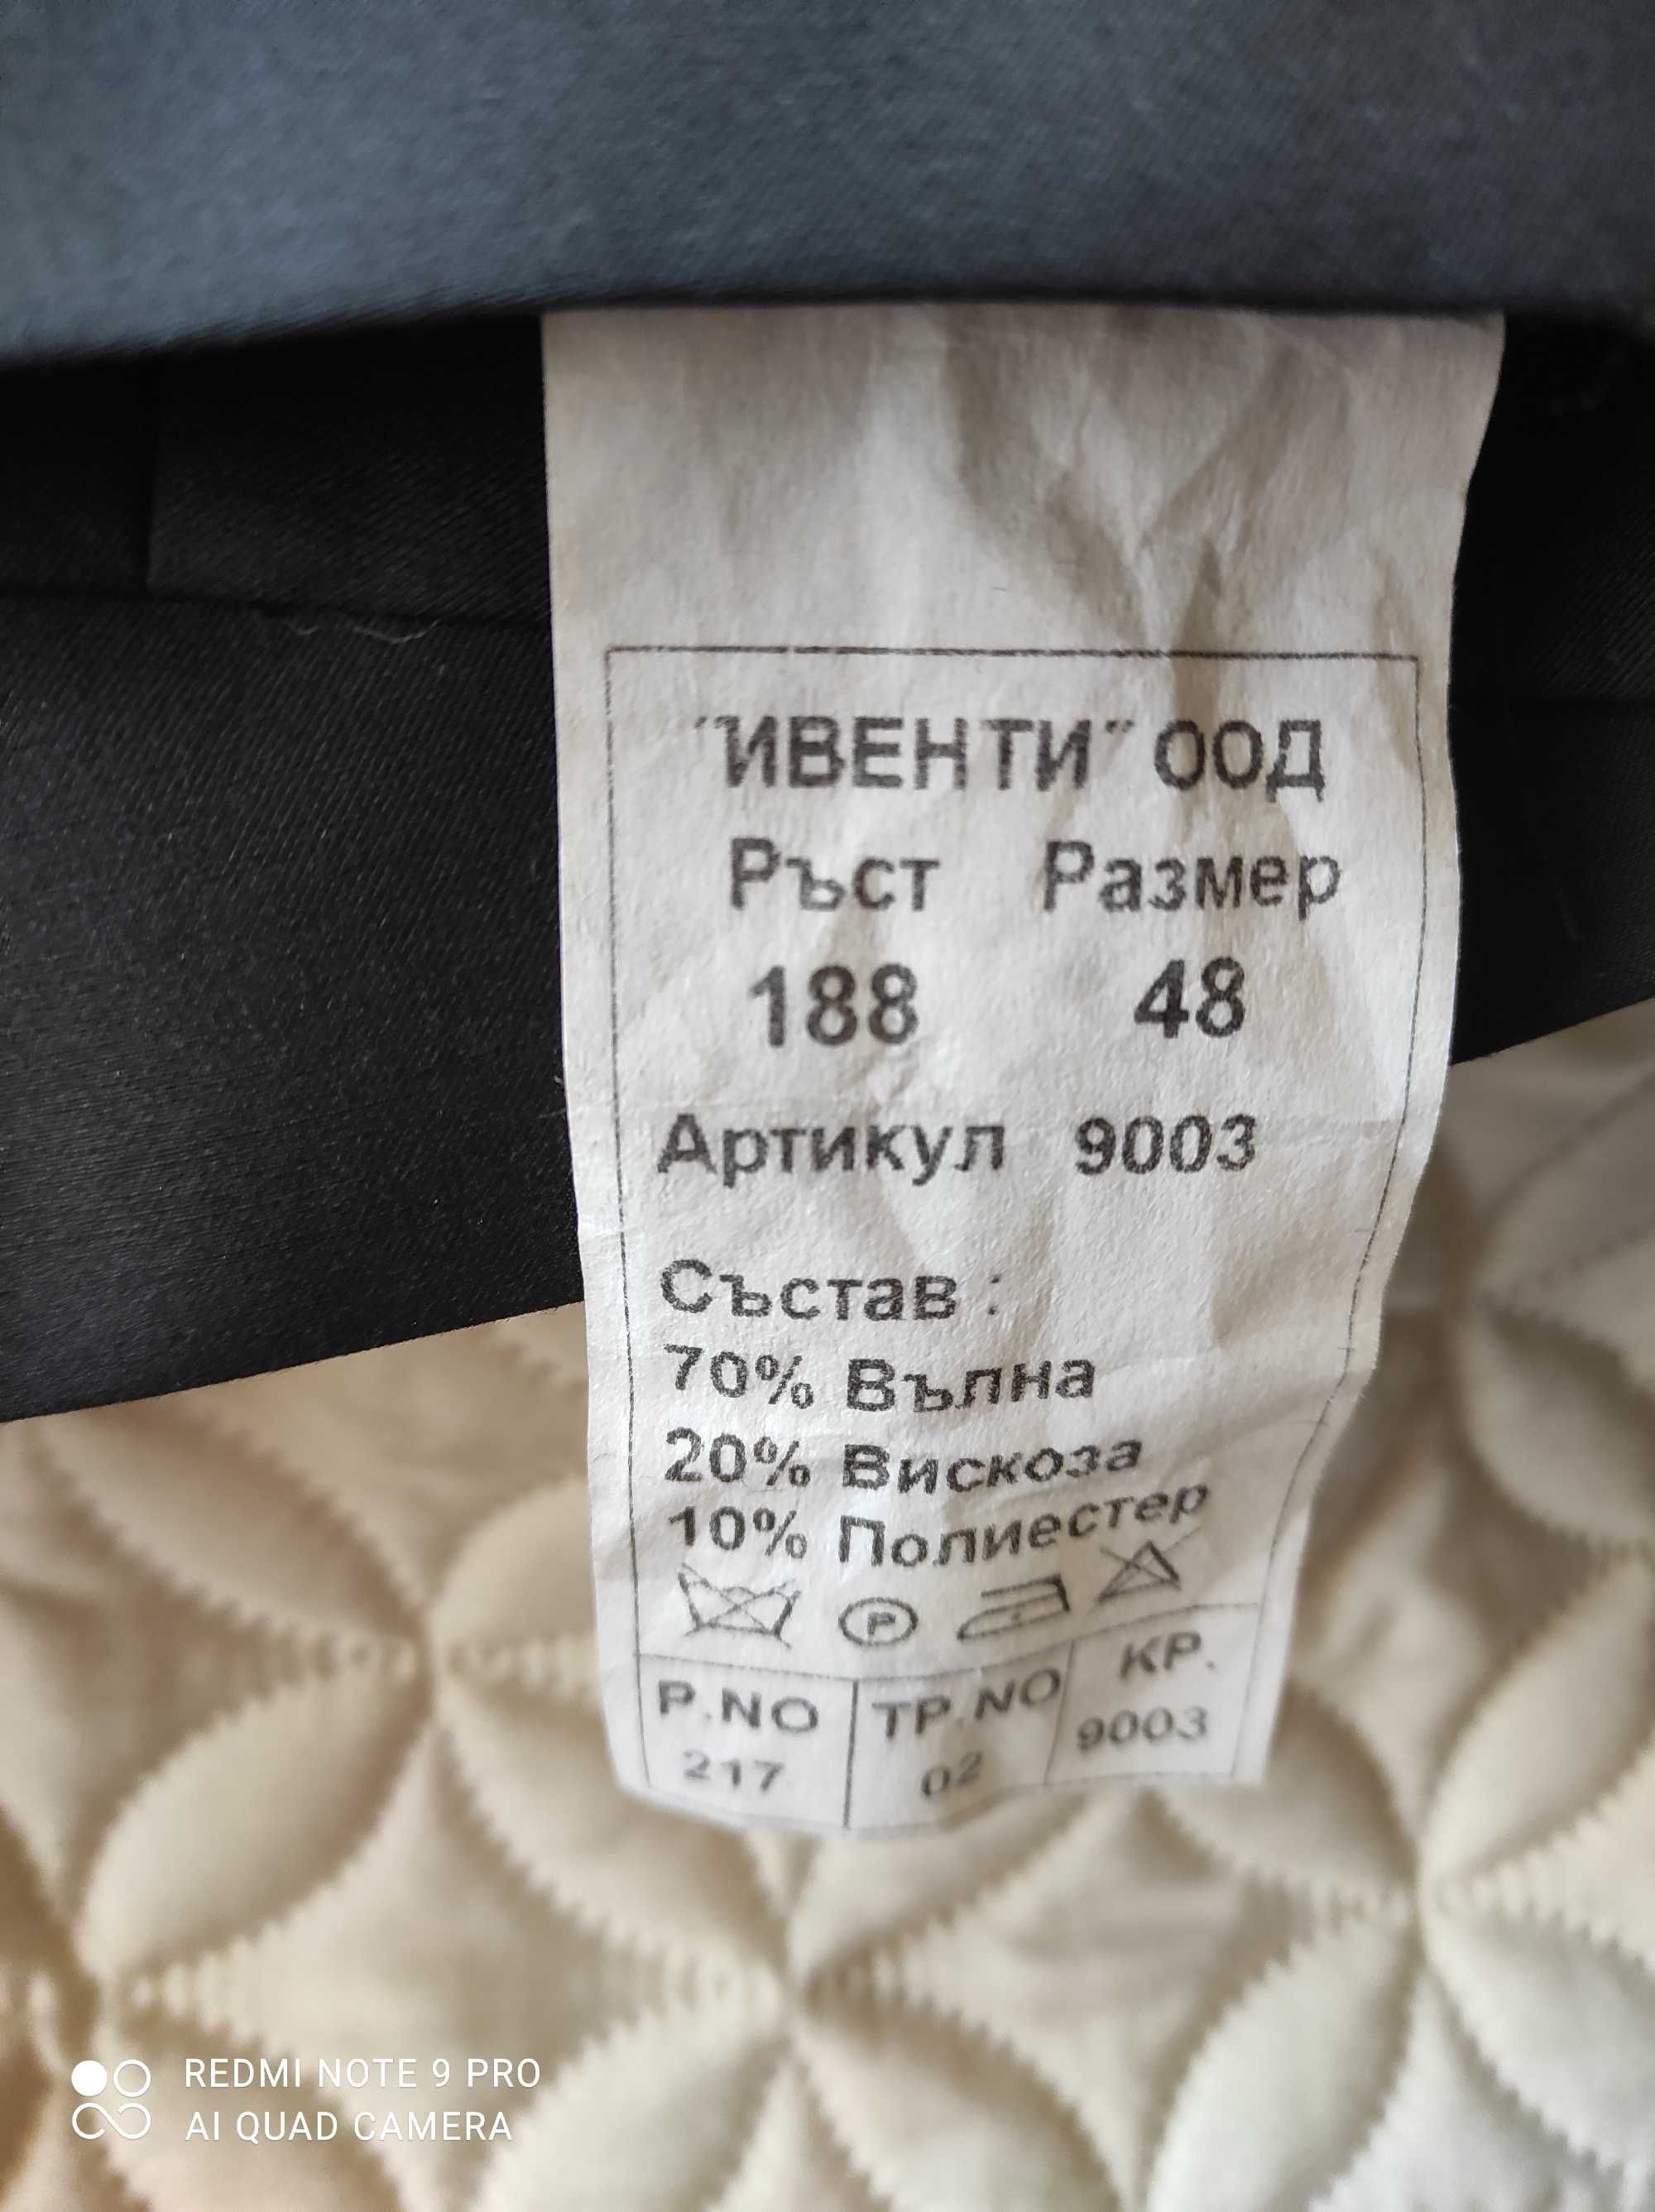 "ИВЕНТИ" ООД
Ръст Размер
188 48
Артикул 9003
Състав :
70% Вълна
20% Вискоза
10% Полиестер
P
P.NO TP.NO КР.
217 02 9003
REDMI NOTE 9 PRO
AI QUAD CAMERA